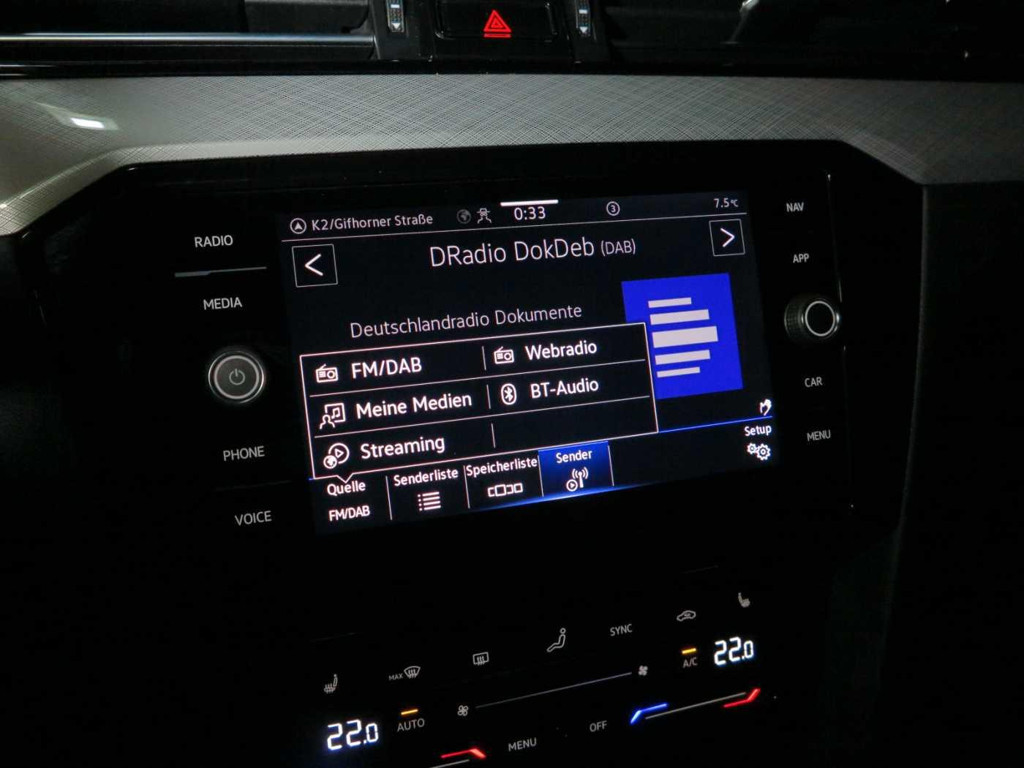 RADIO
MEDIA
PHONE
VOICE
K2/Gifhorner Straße
0:33
3
7.5°C
DRadio DokDeb (DAB)
Deutschlandradio Dokumente
FM/DAB
Webradio
Meine Medien
BT-Audio
Streaming
Quelle
FM/DAB
Senderliste
Speicherliste
Sender
Setup
NAV
APP
CAR
MENU
MAX
SYNC
A/C
22.0
22.0
AUTO
MENU
OFF